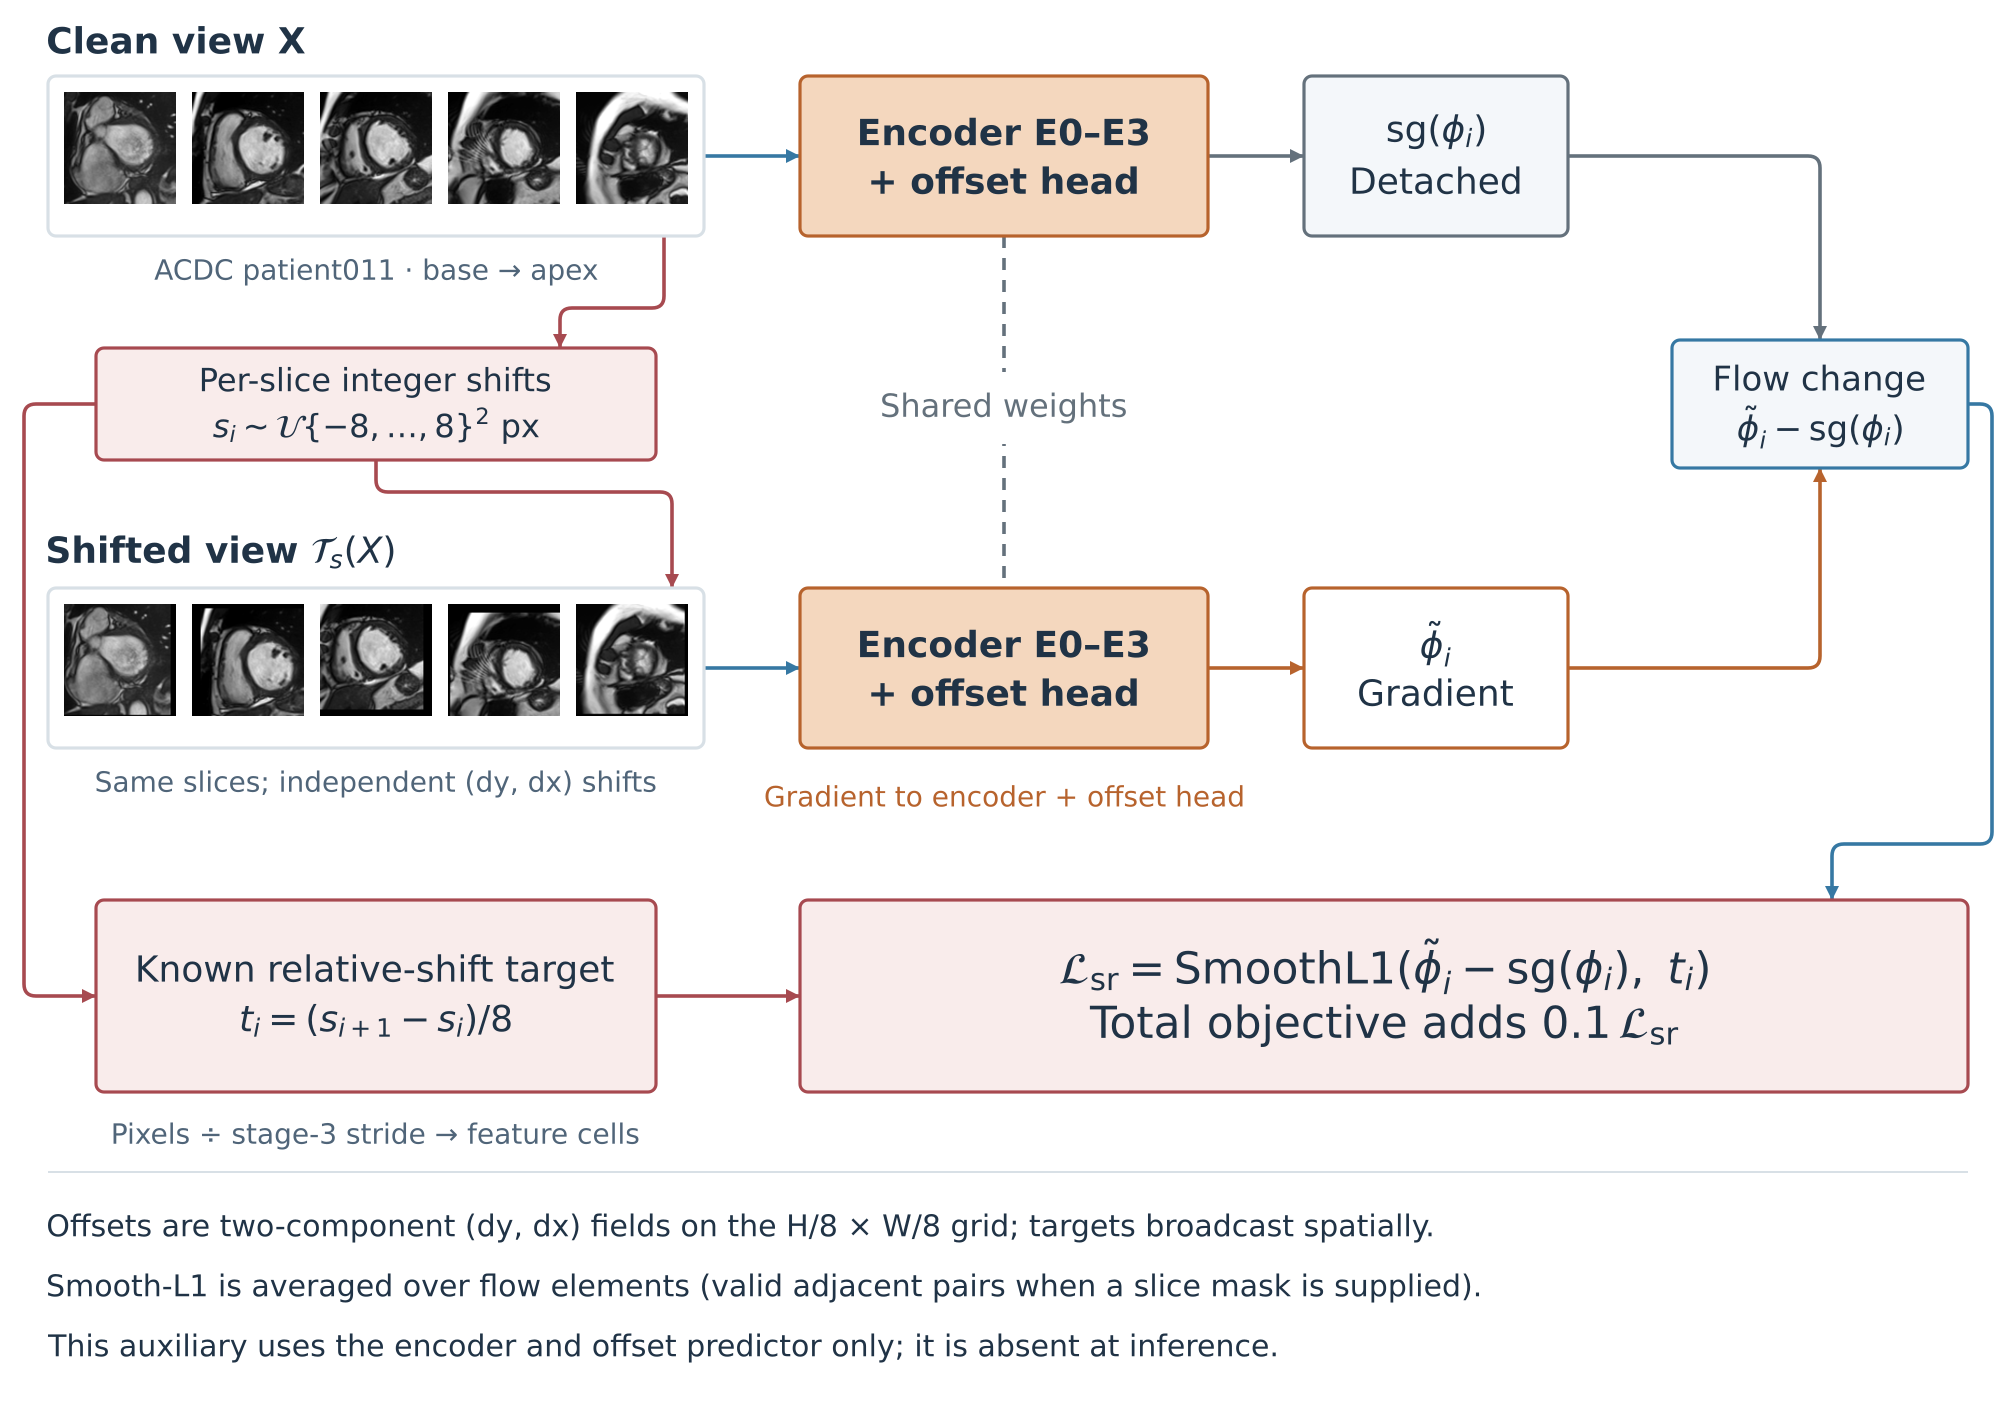 Clean view X
Encoder E0–E3
+ offset head
sg(ϕᵢ)
Detached
ACDC patient011 · base → apex
Per-slice integer shifts
sᵢ ~ 𝒰{−8, …, 8}² px
Shared weights
Flow change
ϕ̃ᵢ − sg(ϕᵢ)
Shifted view 𝒯ₛ(X)
Encoder E0–E3
+ offset head
ϕ̃ᵢ
Gradient
Same slices; independent (dy, dx) shifts
Gradient to encoder + offset head
Known relative-shift target
tᵢ = (sᵢ₊₁ − sᵢ)/8
ℒ_sr = SmoothL1(ϕ̃ᵢ − sg(ϕᵢ), tᵢ)
Total objective adds 0.1 ℒ_sr
Pixels ÷ stage-3 stride → feature cells
Offsets are two-component (dy, dx) fields on the H/8 × W/8 grid; targets broadcast spatially.
Smooth-L1 is averaged over flow elements (valid adjacent pairs when a slice mask is supplied).
This auxiliary uses the encoder and offset predictor only; it is absent at inference.